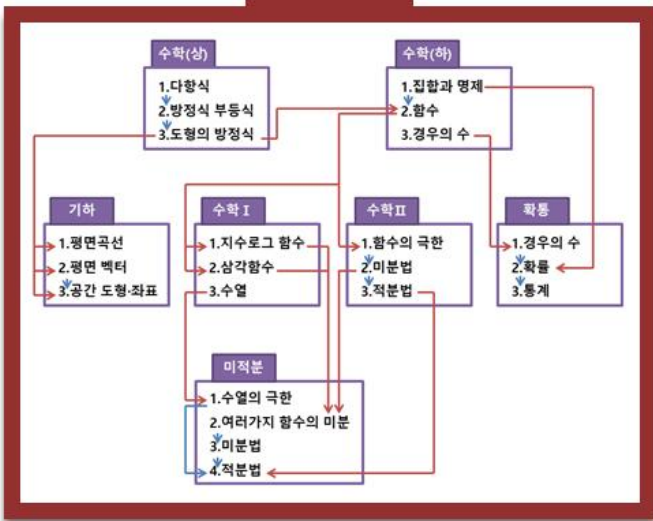 수학(상)
1.다항식
2.방정식 부등식
3.도형의 방정식
수학(하)
1.집합과 명제
2.함수
3.경우의 수
기하
1.평면곡선
2.평면 벡터
3.공간 도형·좌표
수학 I
1.지수로그 함수
2.삼각함수
3.수열
수학II
1.함수의 극한
2.미분법
3.적분법
확통
1.경우의 수
2.확률
3.통계
미적분
1.수열의 극한
2.여러가지 함수의 미분
3.미분법
4.적분법